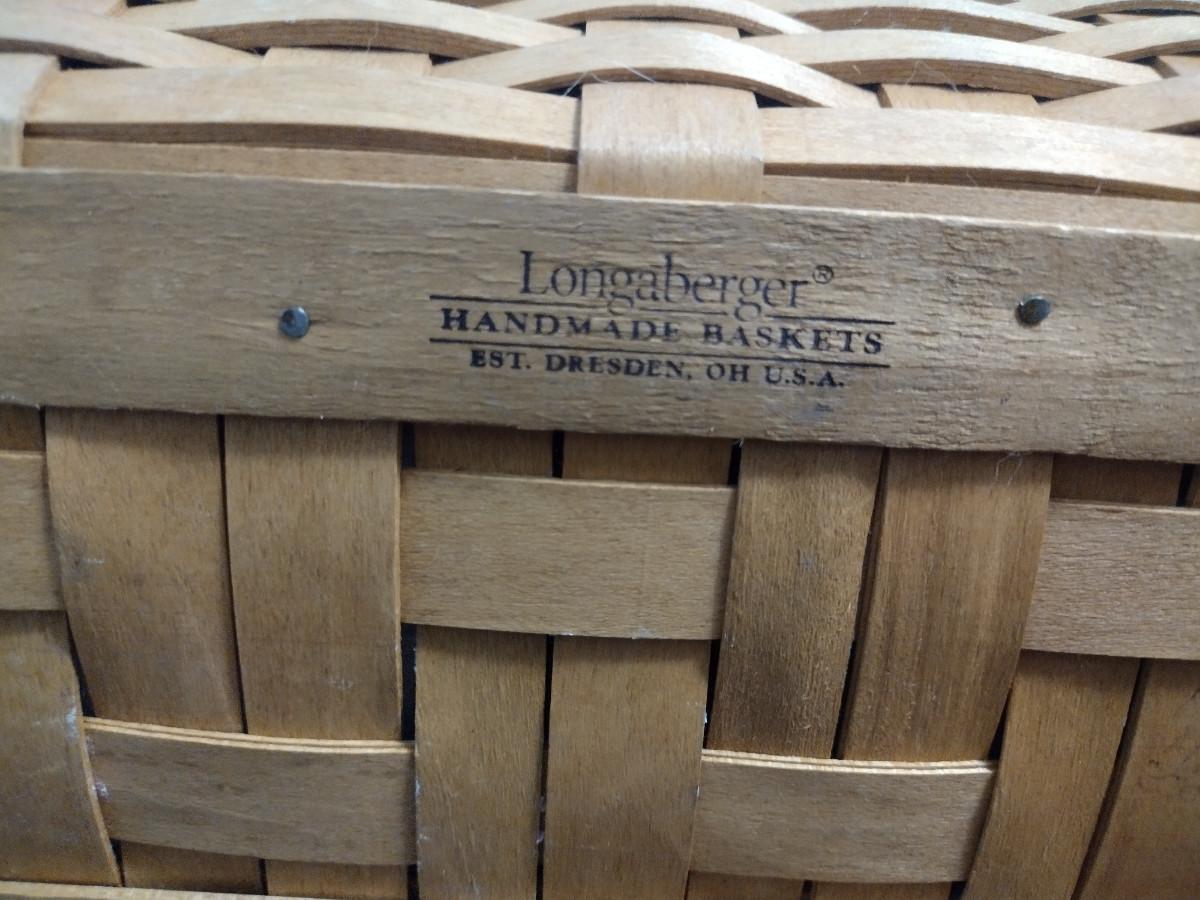 Longaberger®
HANDMADE BASKETS
EST. DRESDEN, OH U.S.A.